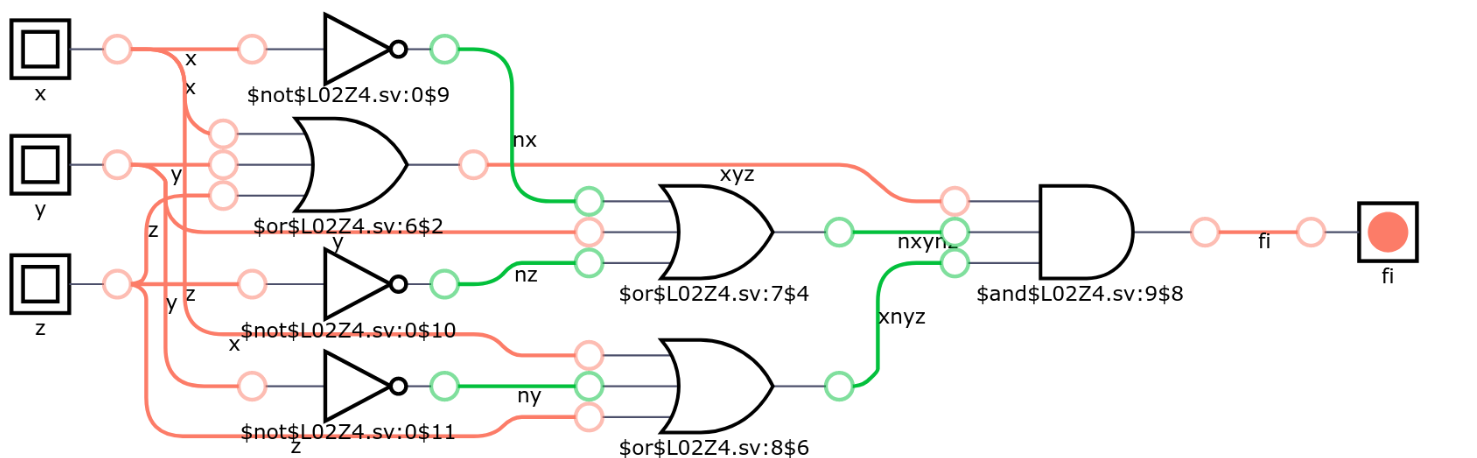 x
x
$not$L02Z4.sv:0$9
x
nx
y
xyz
y
$or$L02Z4.sv:6$2
z
y
nxynz
fi
nz
fi
$or$L02Z4.sv:7$4
$and$L02Z4.sv:9$8
z
y
z
xnyz
$not$L02Z4.sv:0$10
x
ny
$not$L02Z4.sv:0$11
z
$or$L02Z4.sv:8$6